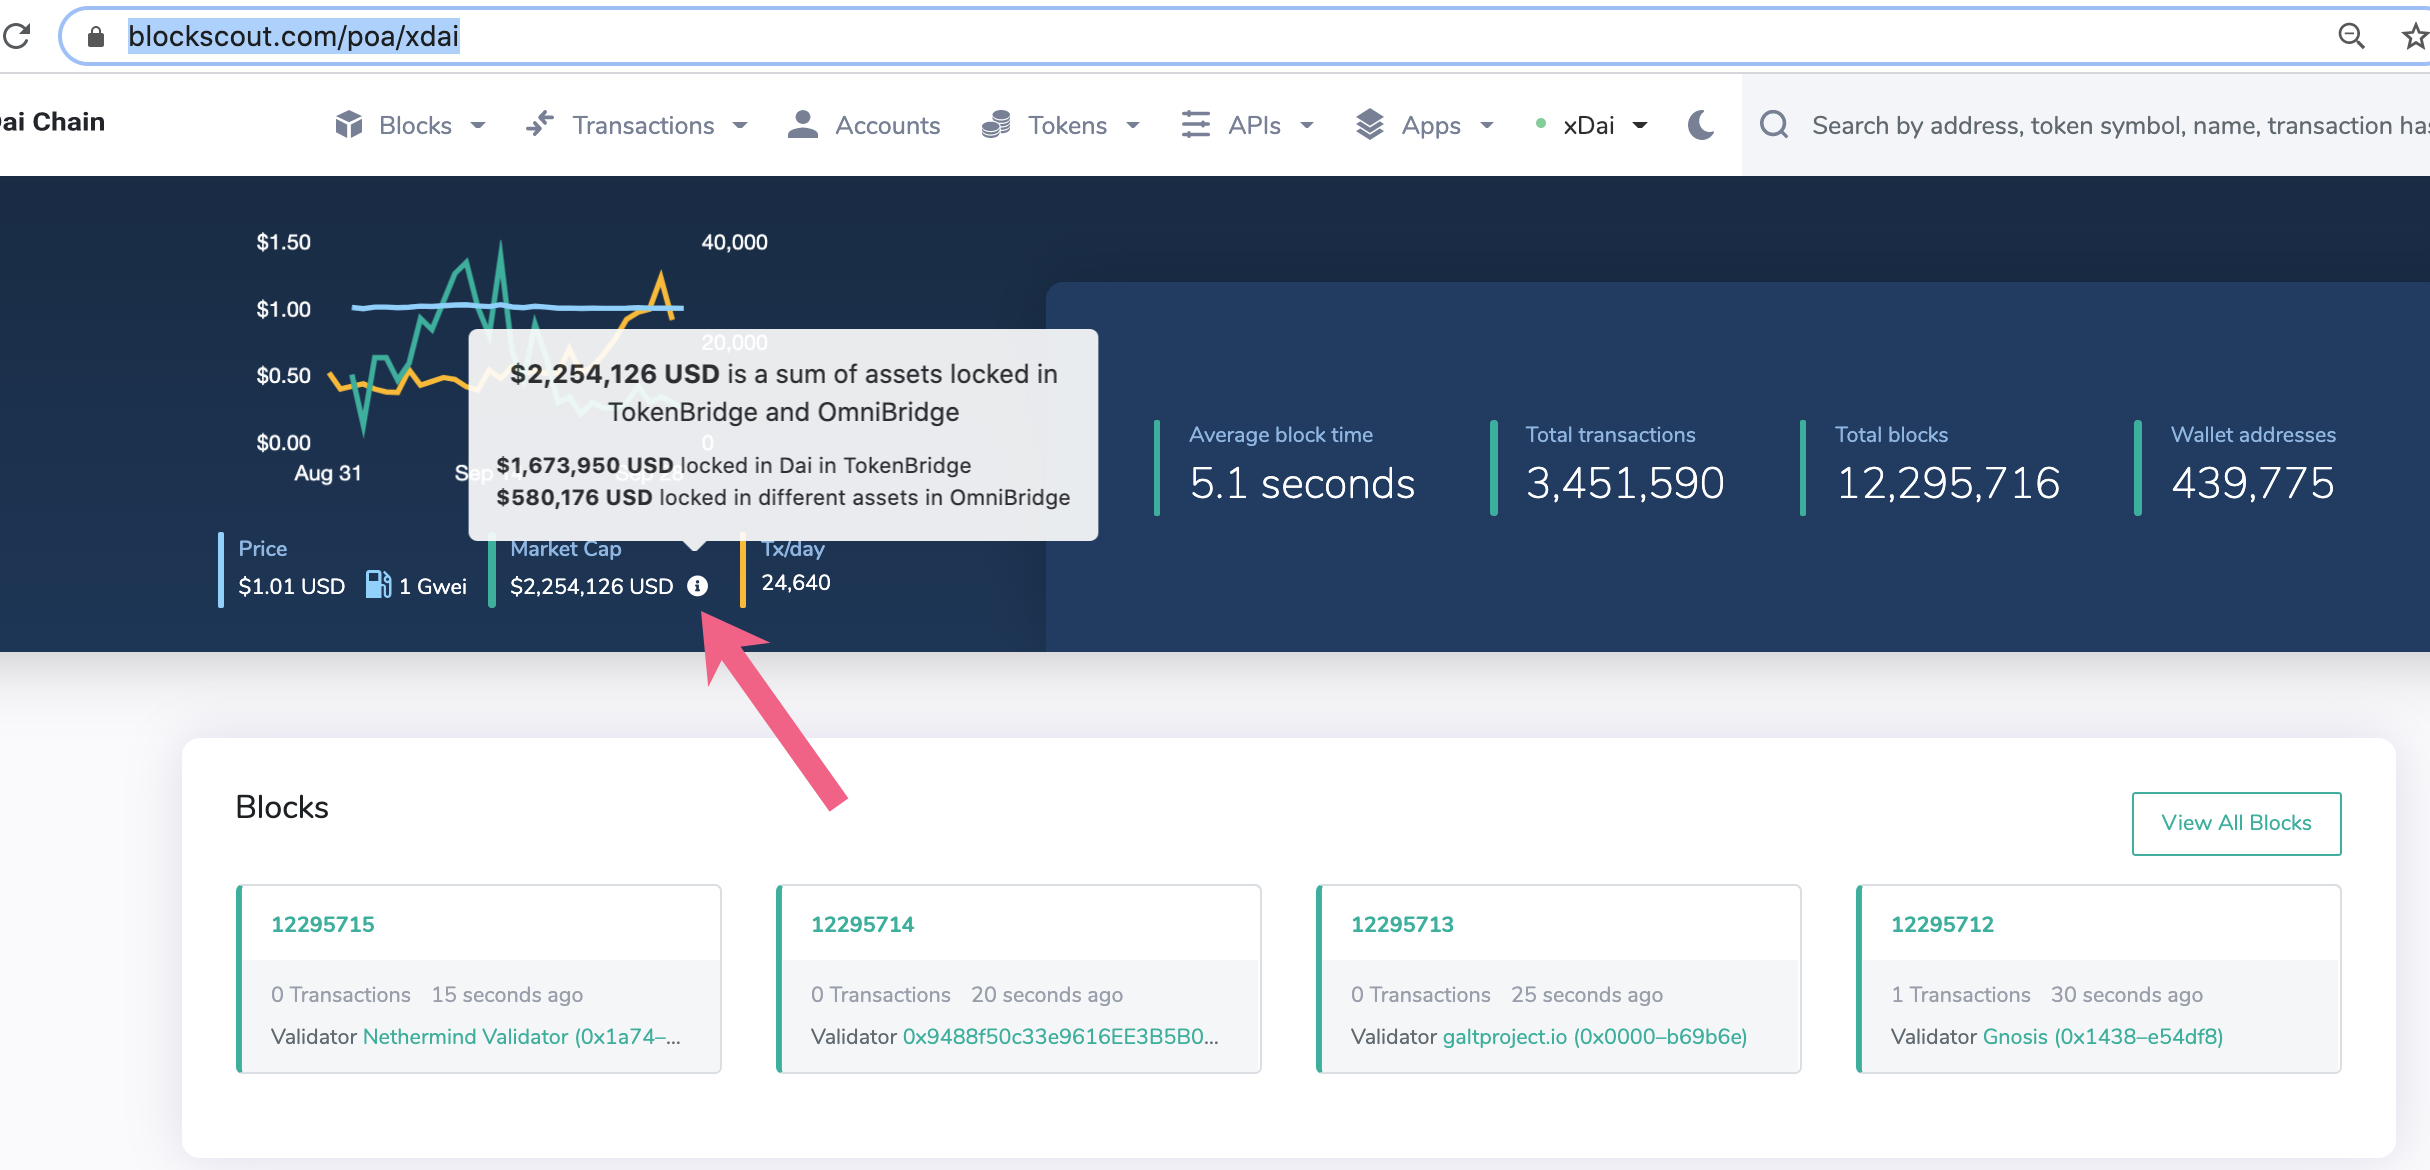 blockscout.com/poa/xdai
ai Chain
Blocks
Transactions
Accounts
Tokens
APIs
Apps
xDai
Search by address, token symbol, name, transaction has
$1.50
40,000
$1.00
20,000
$0.50
$0.00
0
Aug 31
Sep 14
Sep 28
$2,254,126 USD is a sum of assets locked in
TokenBridge and OmniBridge
$1,673,950 USD locked in Dai in TokenBridge
$580,176 USD locked in different assets in OmniBridge
Price
$1.01 USD
1 Gwei
Market Cap
$2,254,126 USD
Tx/day
24,640
Average block time
5.1 seconds
Total transactions
3,451,590
Total blocks
12,295,716
Wallet addresses
439,775
Blocks
View All Blocks
12295715
0 Transactions 15 seconds ago
Validator Nethermind Validator (0x1a74–...
12295714
0 Transactions 20 seconds ago
Validator 0x9488f50c33e9616EE3B5B0...
12295713
0 Transactions 25 seconds ago
Validator galtproject.io (0x0000–b69b6e)
12295712
1 Transactions 30 seconds ago
Validator Gnosis (0x1438–e54df8)